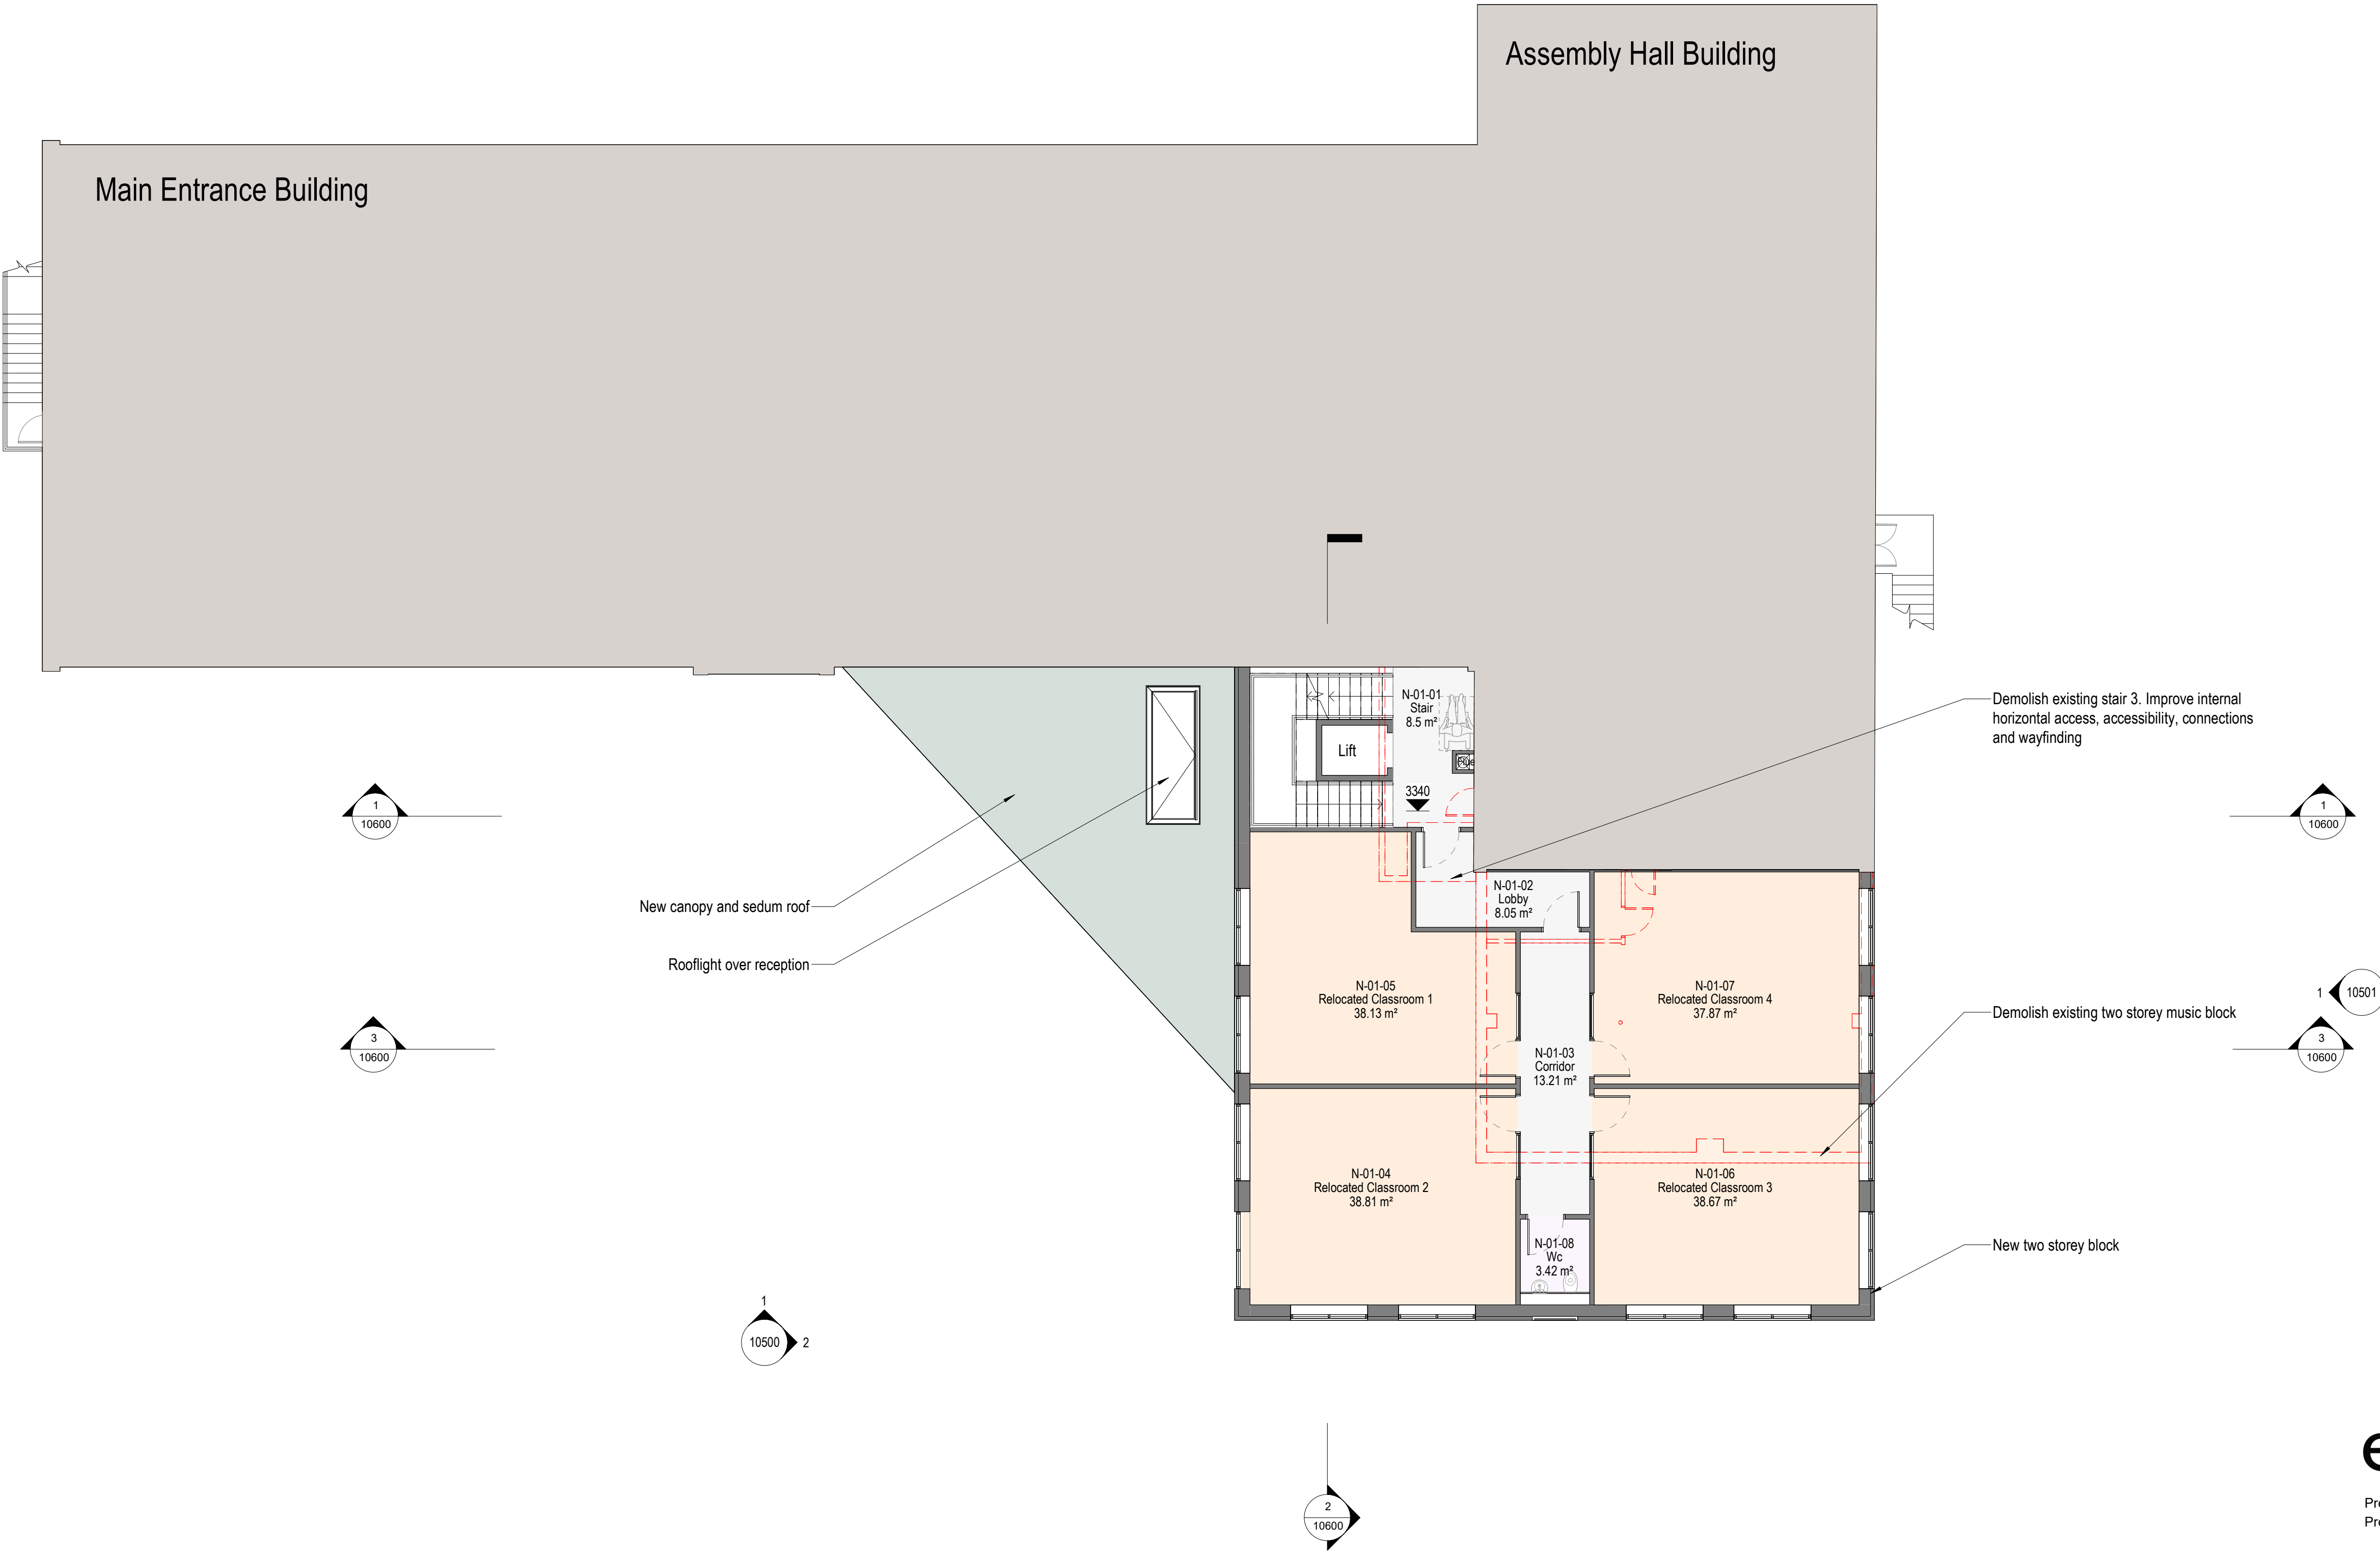 Assembly Hall Building
Main Entrance Building
N-01-01
Stair
8.5 m²
Lift
Flue
3340
Demolish existing stair 3. Improve internal
horizontal access, accessibility, connections
and wayfinding
1
10600
1
10600
N-01-02
Lobby
8.05 m²
New canopy and sedum roof
Rooflight over reception
N-01-05
Relocated Classroom 1
38.13 m²
N-01-07
Relocated Classroom 4
37.87 m²
1
10501
Demolish existing two storey music block
3
10600
3
10600
N-01-03
Corridor
13.21 m²
N-01-04
Relocated Classroom 2
38.81 m²
N-01-06
Relocated Classroom 3
38.67 m²
N-01-08
Wc
3.42 m²
New two storey block
1
10500
2
2
10600